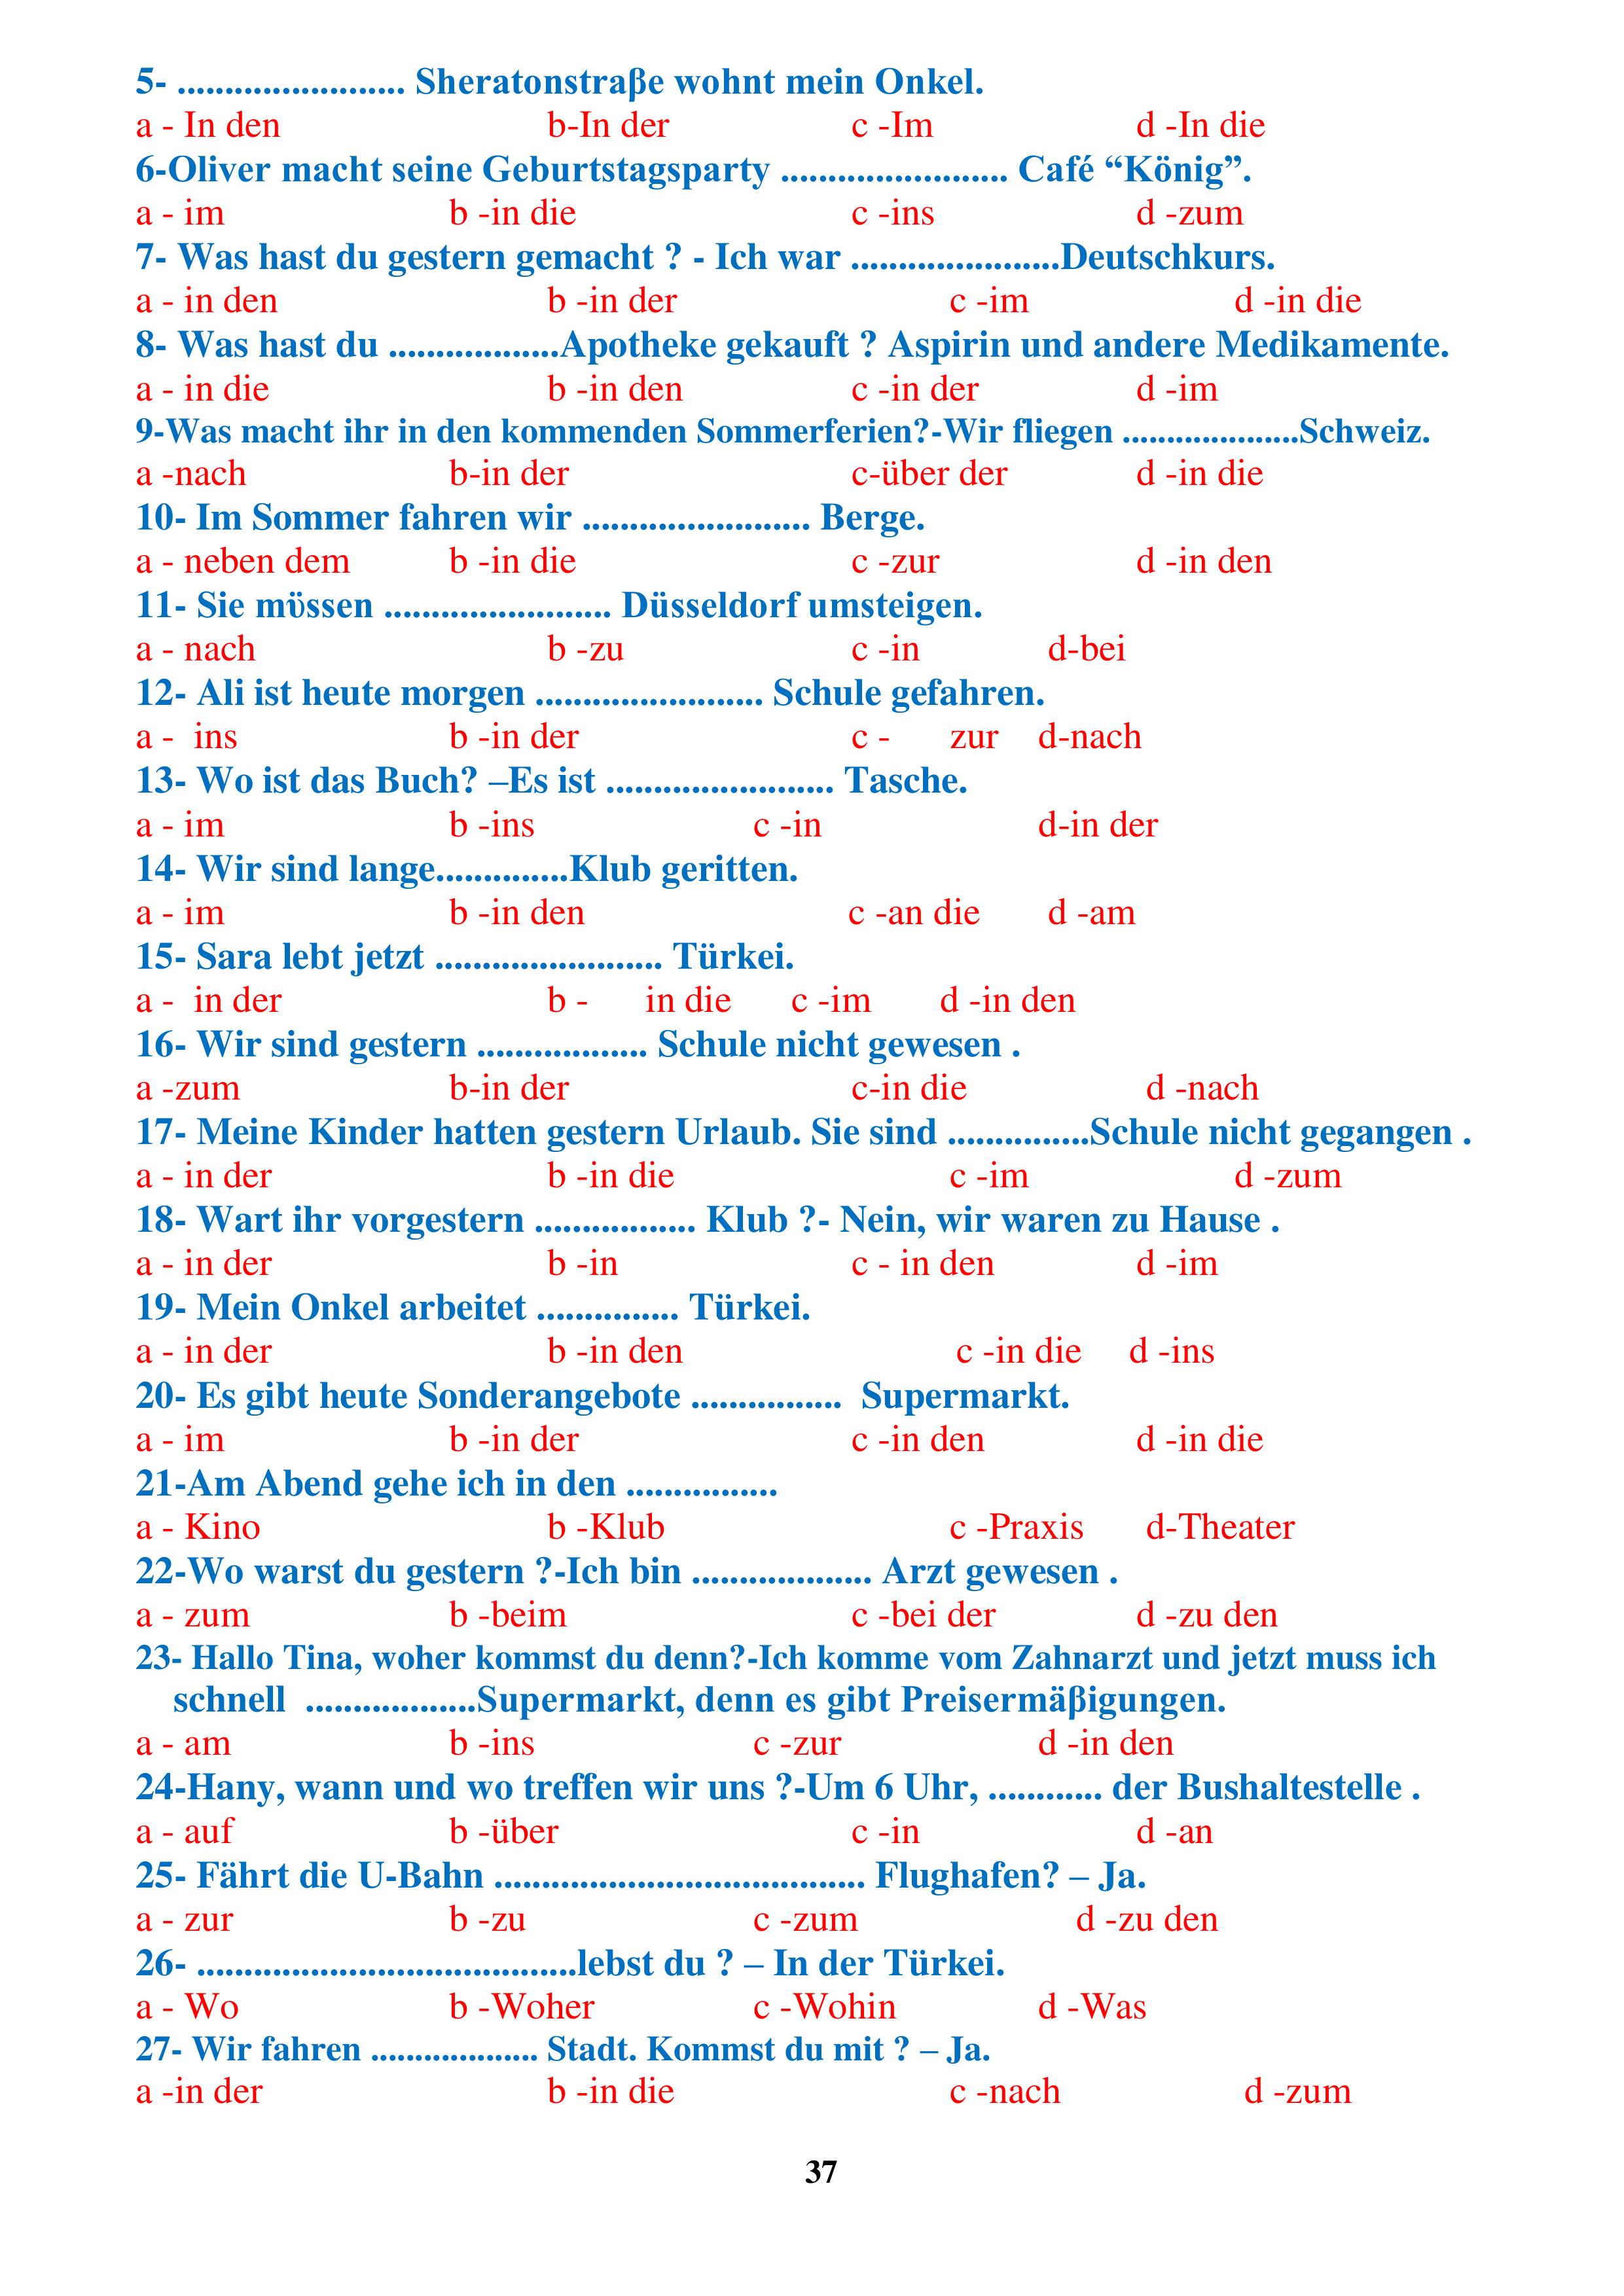 5- ........................ Sheratonstraβe wohnt mein Onkel.
a - In den b-In der c -Im d -In die
6-Oliver macht seine Geburtstagsparty ........................ Café “König”.
a - im b -in die c -ins d -zum
7- Was hast du gestern gemacht ? - Ich war ......................Deutschkurs.
a - in den b -in der c -im d -in die
8- Was hast du ..................Apotheke gekauft ? Aspirin und andere Medikamente.
a - in die b -in den c -in der d -im
9-Was macht ihr in den kommenden Sommerferien?-Wir fliegen ....................Schweiz.
a -nach b-in der c-über der d -in die
10- Im Sommer fahren wir ........................ Berge.
a - neben dem b -in die c -zur d -in den
11- Sie mϋssen ........................ Düsseldorf umsteigen.
a - nach b -zu c -in d-bei
12- Ali ist heute morgen ........................ Schule gefahren.
a - ins b -in der c - zur d-nach
13- Wo ist das Buch? –Es ist ........................ Tasche.
a - im b -ins c -in d-in der
14- Wir sind lange..............Klub geritten.
a - im b -in den c -an die d -am
15- Sara lebt jetzt ........................ Türkei.
a - in der b - in die c -im d -in den
16- Wir sind gestern .................. Schule nicht gewesen .
a -zum b-in der c-in die d -nach
17- Meine Kinder hatten gestern Urlaub. Sie sind ...............Schule nicht gegangen .
a - in der b -in die c -im d -zum
18- Wart ihr vorgestern ................. Klub ?- Nein, wir waren zu Hause .
a - in der b -in c - in den d -im
19- Mein Onkel arbeitet ............... Türkei.
a - in der b -in den c -in die d -ins
20- Es gibt heute Sonderangebote ................ Supermarkt.
a - im b -in der c -in den d -in die
21-Am Abend gehe ich in den ................
a - Kino b -Klub c -Praxis d-Theater
22-Wo warst du gestern ?-Ich bin ................... Arzt gewesen .
a - zum b -beim c -bei der d -zu den
23- Hallo Tina, woher kommst du denn?-Ich komme vom Zahnarzt und jetzt muss ich
schnell ..................Supermarkt, denn es gibt Preisermäβigungen.
a - am b -ins c -zur d -in den
24-Hany, wann und wo treffen wir uns ?-Um 6 Uhr, ............ der Bushaltestelle .
a - auf b -über c -in d -an
25- Fährt die U-Bahn ....................................... Flughafen? – Ja.
a - zur b -zu c -zum d -zu den
26- ........................................lebst du ? – In der Türkei.
a - Wo b -Woher c -Wohin d -Was
27- Wir fahren ................... Stadt. Kommst du mit ? – Ja.
a -in der b -in die c -nach d -zum
37